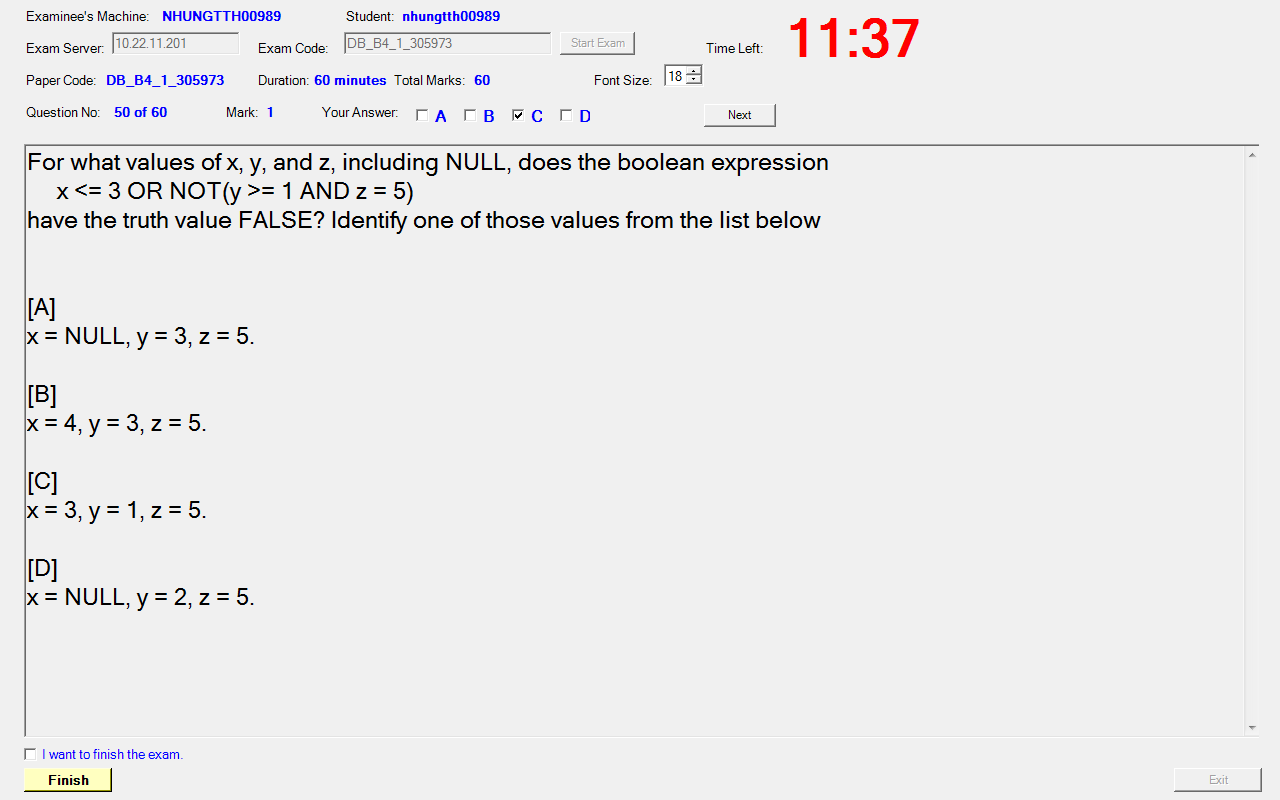 Examinee's Machine: NHUNGTTH00989 Student: nhungtth00989
Exam Server: 10.22.11.201 Exam Code: DB_B4_1_305973 Start Exam Time Left: 11:37
Paper Code: DB_B4_1_305973 Duration: 60 minutes Total Marks: 60 Font Size: 18
Question No: 50 of 60 Mark: 1 Your Answer: A B C D Next
For what values of x, y, and z, including NULL, does the boolean expression
x <= 3 OR NOT(y >= 1 AND z = 5)
have the truth value FALSE? Identify one of those values from the list below
[A]
x = NULL, y = 3, z = 5.
[B]
x = 4, y = 3, z = 5.
[C]
x = 3, y = 1, z = 5.
[D]
x = NULL, y = 2, z = 5.
I want to finish the exam.
Finish Exit